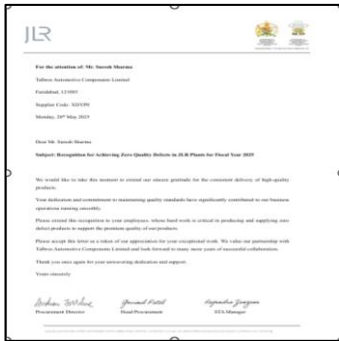 JLR
For the attention of: Mr. Suresh Sharma
Talbros Automotive Components Limited
Faridabad, 121003
Supplier Code:
Monday, 26th May 2025
Dear Mr. Suresh Sharma
Subject: Recognition for Achieving Zero Quality Defects in JLR Plants for Fiscal Year 2025
We would like to take this moment to extend our sincere gratitude for the consistent delivery of high-quality
products.
Your dedication and commitment to maintaining quality standards have significantly contributed to our business
operations running smoothly.
Please extend this recognition to your employees, whose hard work is critical in producing and supplying zero
defect products to support the premium quality of our products.
Please accept this letter as a token of our appreciation for your exceptional work. We value our partnership with
Talbros Automotive Components Limited and look forward to many more years of successful collaboration.
Thank you once again for your unwavering dedication and support.
Yours sincerely
Procurement Director Head Procurement STA Manager